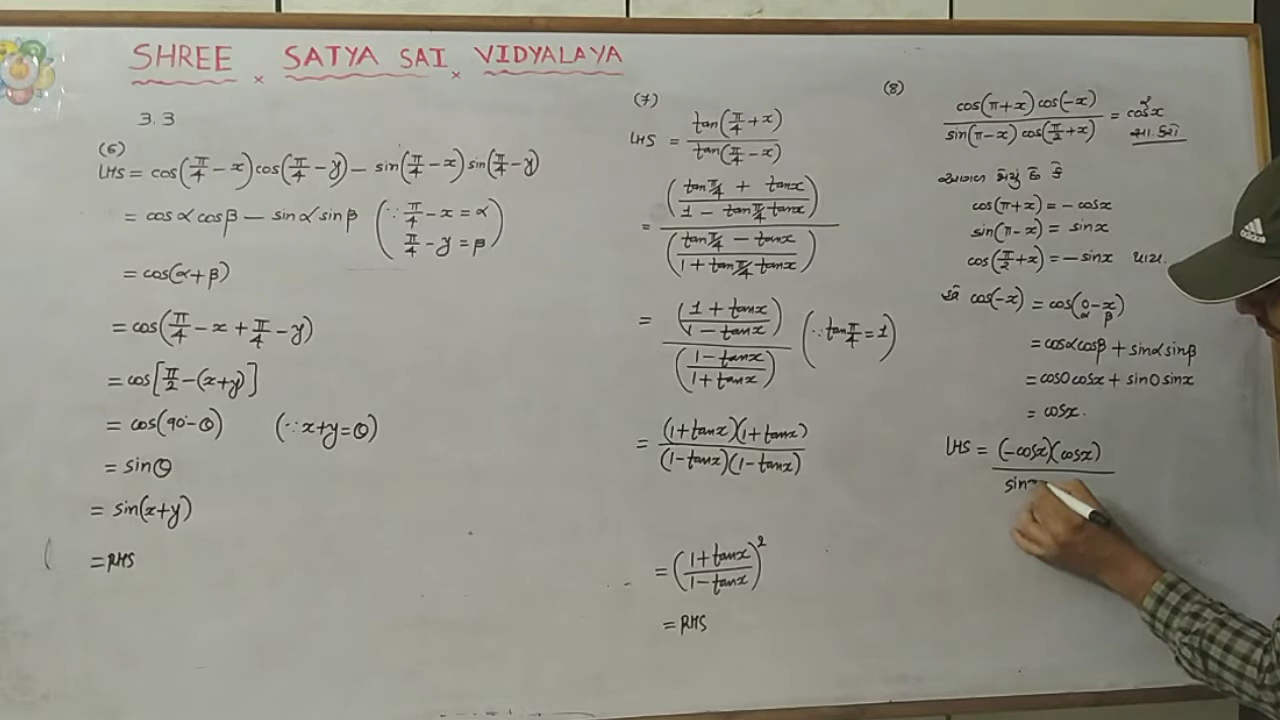 SHREE × SATYA SAI × VIDYALAYA
3.3
(6)
LHS = cos(π/4 - x) cos(π/4 - y) - sin(π/4 - x) sin(π/4 - y)
= cosα cosβ - sinα sinβ (∵ π/4 - x = α
π/4 - y = β)
= cos(α+β)
= cos(π/4 - x + π/4 - y)
= cos[π/2 - (x+y)]
= cos(90° - θ) (∵ x+y = θ)
= sinθ
= sin(x+y)
= RHS
(7)
LHS = tan(π/4 + x) / tan(π/4 - x)
= ((tan π/4 + tanx) / (1 - tan π/4 tanx)) / ((tan π/4 - tanx) / (1 + tan π/4 tanx))
= ((1 + tanx) / (1 - tanx)) / ((1 - tanx) / (1 + tanx)) (∵ tan π/4 = 1)
= (1+tanx)(1+tanx) / (1-tanx)(1-tanx)
= ((1+tanx) / (1-tanx))²
= RHS
(8)
cos(π+x) cos(-x) / sin(π-x) cos(π/2+x) = cos²x
cos(π+x) = -cosx
sin(π-x) = sinx
cos(π/2+x) = -sinx થાય.
cos(-x) = cos(0 - x)
α β
= cosα cosβ + sinα sinβ
= cos0 cosx + sin0 sinx
= cosx.
LHS = (-cosx)(cosx)
sinx